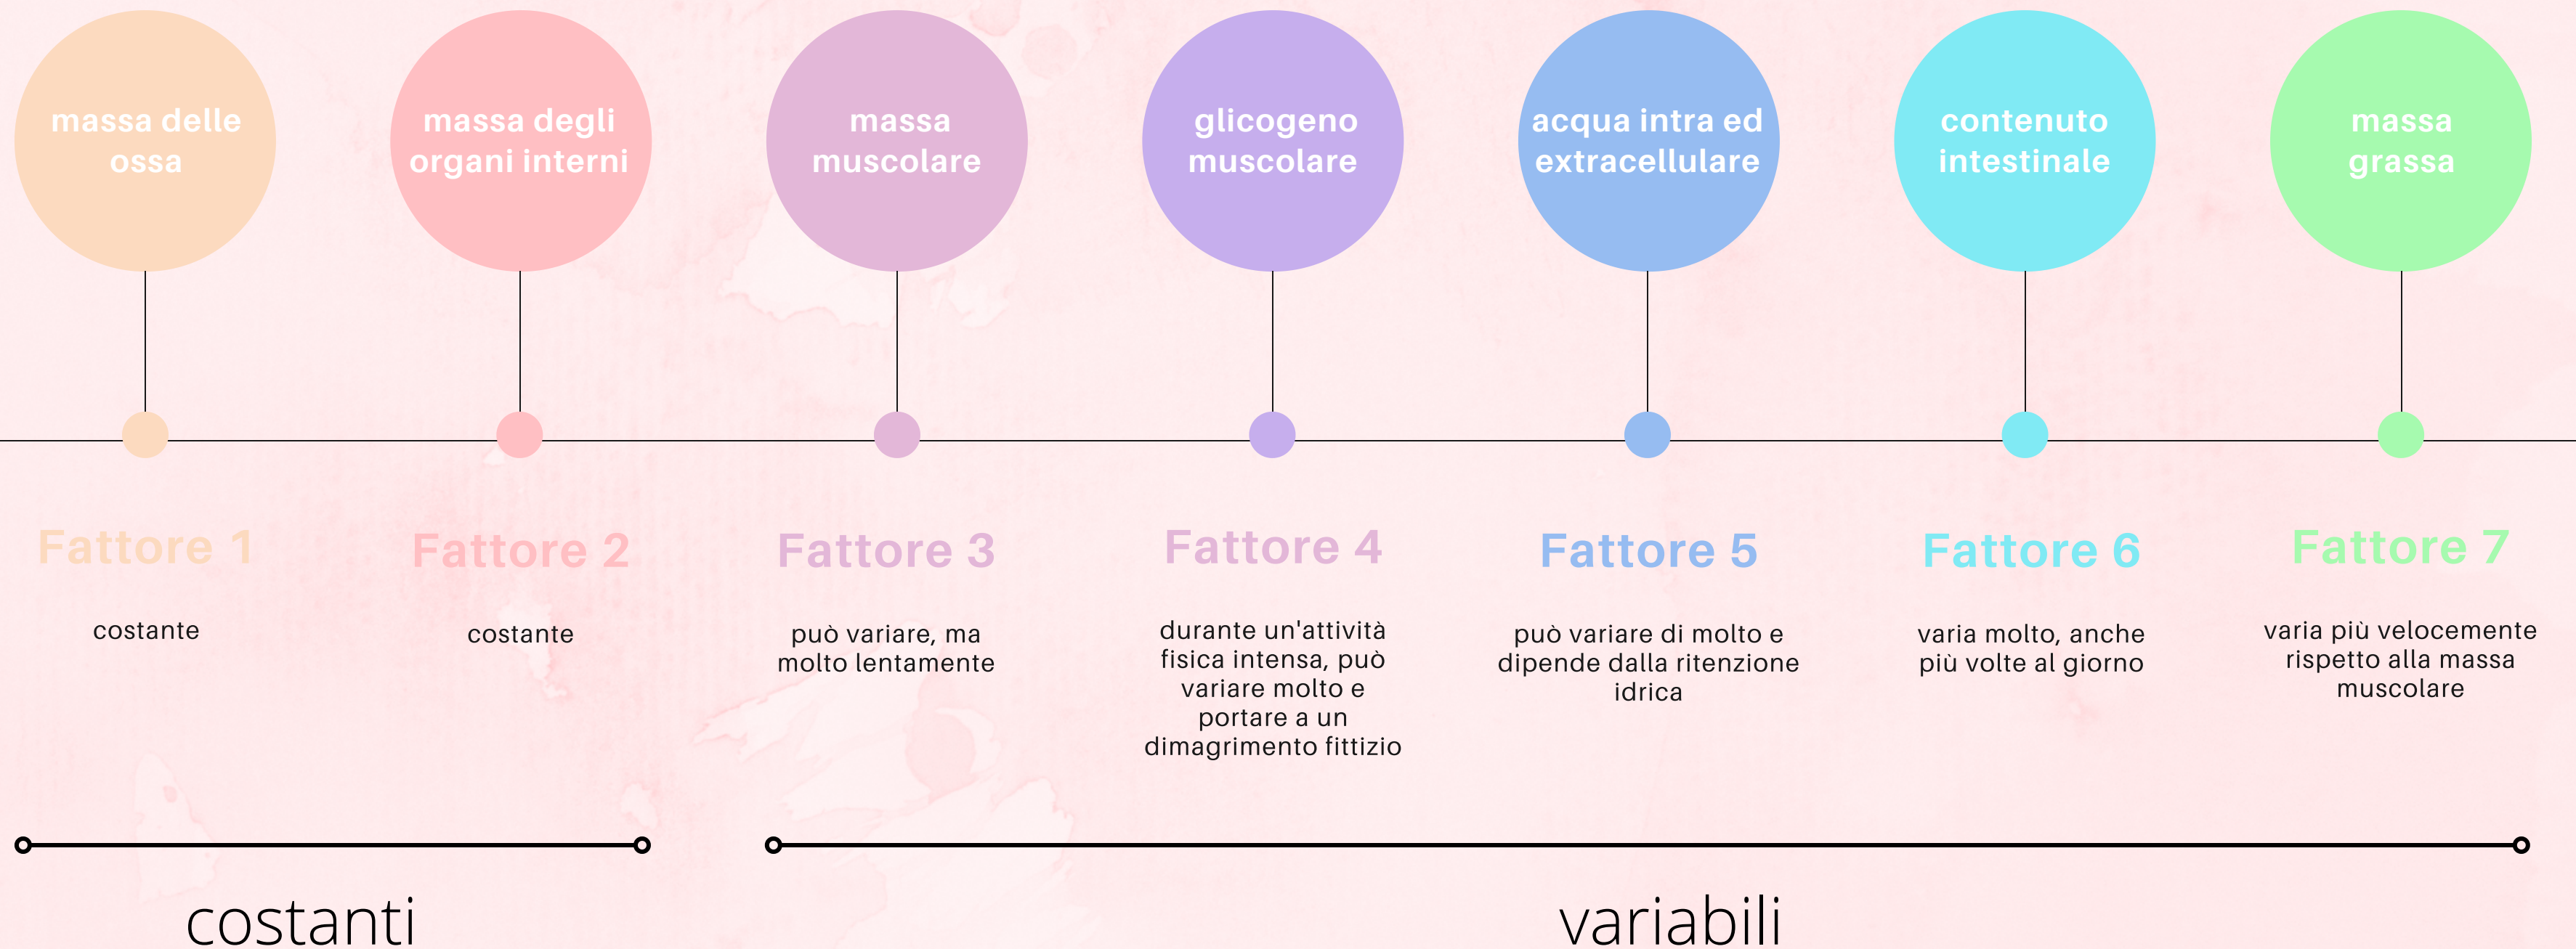 massa delle
ossa
massa degli
organi interni
massa
muscolare
glicogeno
muscolare
acqua intra ed
extracellulare
contenuto
intestinale
massa
grassa
Fattore 1
costante
Fattore 2
costante
Fattore 3
può variare, ma
molto lentamente
Fattore 4
durante un'attività
fisica intensa, può
variare molto e
portare a un
dimagrimento fittizio
Fattore 5
può variare di molto e
dipende dalla ritenzione
idrica
Fattore 6
varia molto, anche
più volte al giorno
Fattore 7
varia più velocemente
rispetto alla massa
muscolare
costanti
variabili